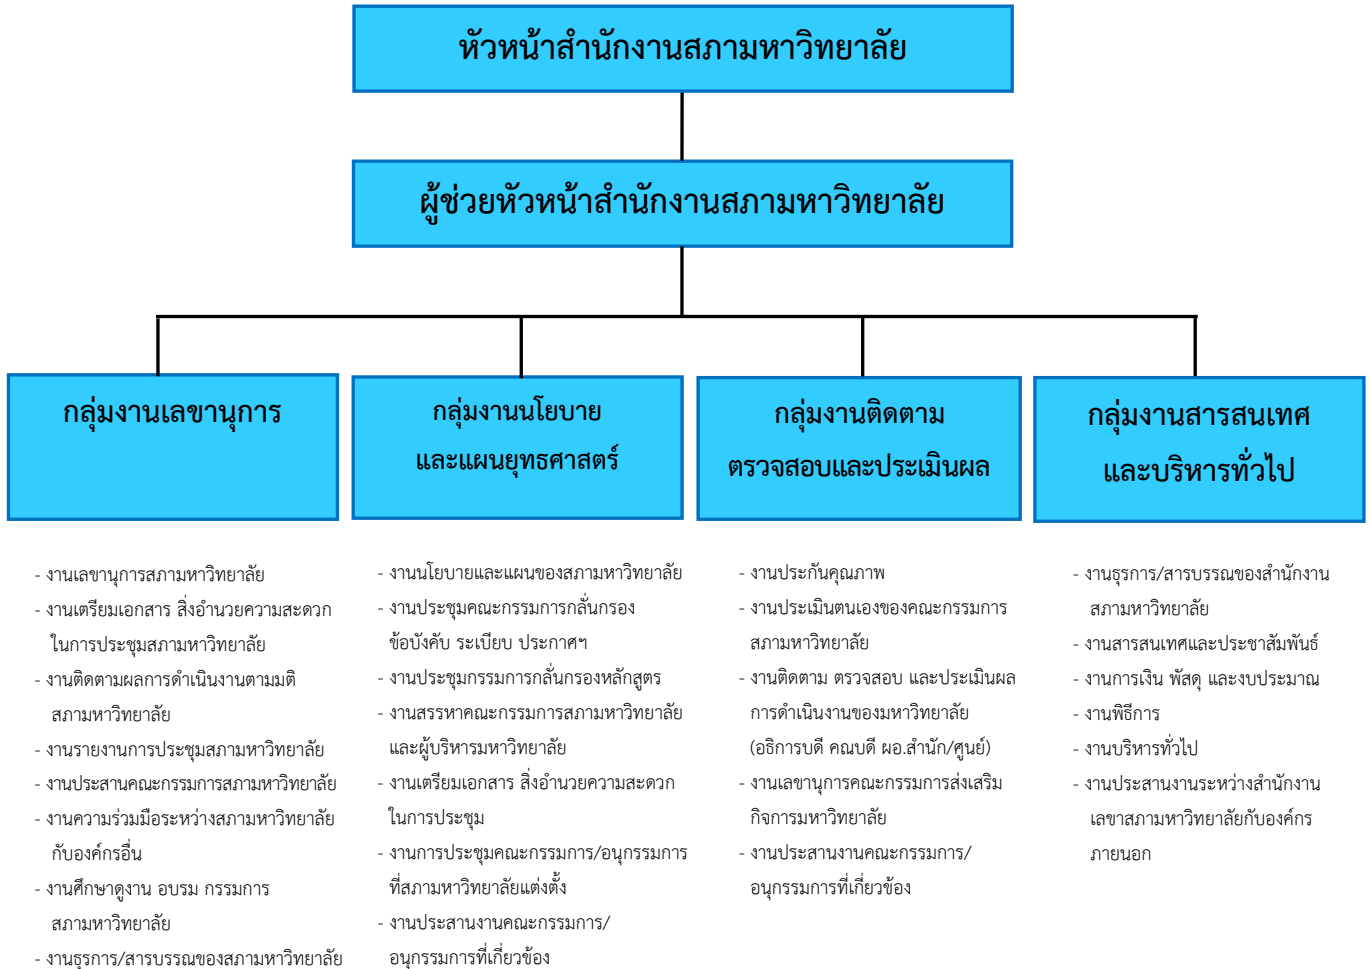 หัวหน้าสำนักงานสภามหาวิทยาลัย
ผู้ช่วยหัวหน้าสำนักงานสภามหาวิทยาลัย
กลุ่มงานเลขานุการ
กลุ่มงานนโยบาย
และแผนยุทธศาสตร์
กลุ่มงานติดตาม
ตรวจสอบและประเมินผล
กลุ่มงานสารสนเทศ
และบริหารทั่วไป
- งานเลขานุการสภามหาวิทยาลัย
- งานเตรียมเอกสาร สิ่งอำนวยความสะดวก
ในการประชุมสภามหาวิทยาลัย
- งานติดตามผลการดำเนินงานตามมติ
สภามหาวิทยาลัย
- งานรายงานการประชุมสภามหาวิทยาลัย
- งานประสานคณะกรรมการสภามหาวิทยาลัย
- งานความร่วมมือระหว่างสภามหาวิทยาลัย
กับองค์กรอื่น
- งานศึกษาดูงาน อบรม กรรมการ
สภามหาวิทยาลัย
- งานธุรการ/สารบรรณของสภามหาวิทยาลัย
- งานนโยบายและแผนของสภามหาวิทยาลัย
- งานประชุมคณะกรรมการกลั่นกรอง
ข้อบังคับ ระเบียบ ประกาศฯ
- งานประชุมกรรมการกลั่นกรองหลักสูตร
- งานสรรหาคณะกรรมการสภามหาวิทยาลัย
และผู้บริหารมหาวิทยาลัย
- งานเตรียมเอกสาร สิ่งอำนวยความสะดวก
ในการประชุม
- งานการประชุมคณะกรรมการ/อนุกรรมการ
ที่สภามหาวิทยาลัยแต่งตั้ง
- งานประสานงานคณะกรรมการ/
อนุกรรมการที่เกี่ยวข้อง
- งานประกันคุณภาพ
- งานประเมินตนเองของคณะกรรมการ
สภามหาวิทยาลัย
- งานติดตาม ตรวจสอบ และประเมินผล
การดำเนินงานของมหาวิทยาลัย
(อธิการบดี คณบดี ผอ.สำนัก/ศูนย์)
- งานเลขานุการคณะกรรมการส่งเสริม
กิจการมหาวิทยาลัย
- งานประสานงานคณะกรรมการ/
อนุกรรมการที่เกี่ยวข้อง
- งานธุรการ/สารบรรณของสำนักงาน
สภามหาวิทยาลัย
- งานสารสนเทศและประชาสัมพันธ์
- งานการเงิน พัสดุ และงบประมาณ
- งานพิธีการ
- งานบริหารทั่วไป
- งานประสานงานระหว่างสำนักงาน
เลขาสภามหาวิทยาลัยกับองค์กร
ภายนอก